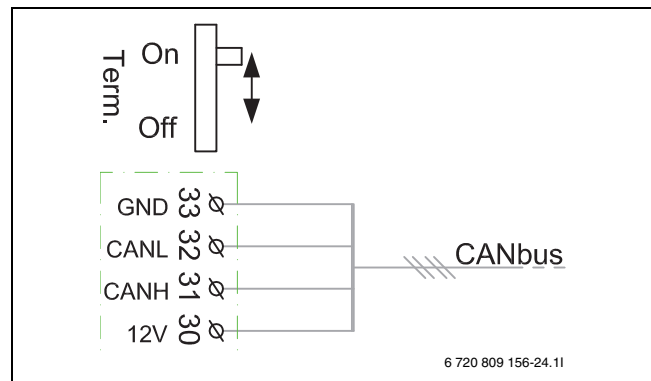 On
Term.
Off
GND 33
CANL 32
CANbus
CANH 31
12V 30
6 720 809 156-24.1I